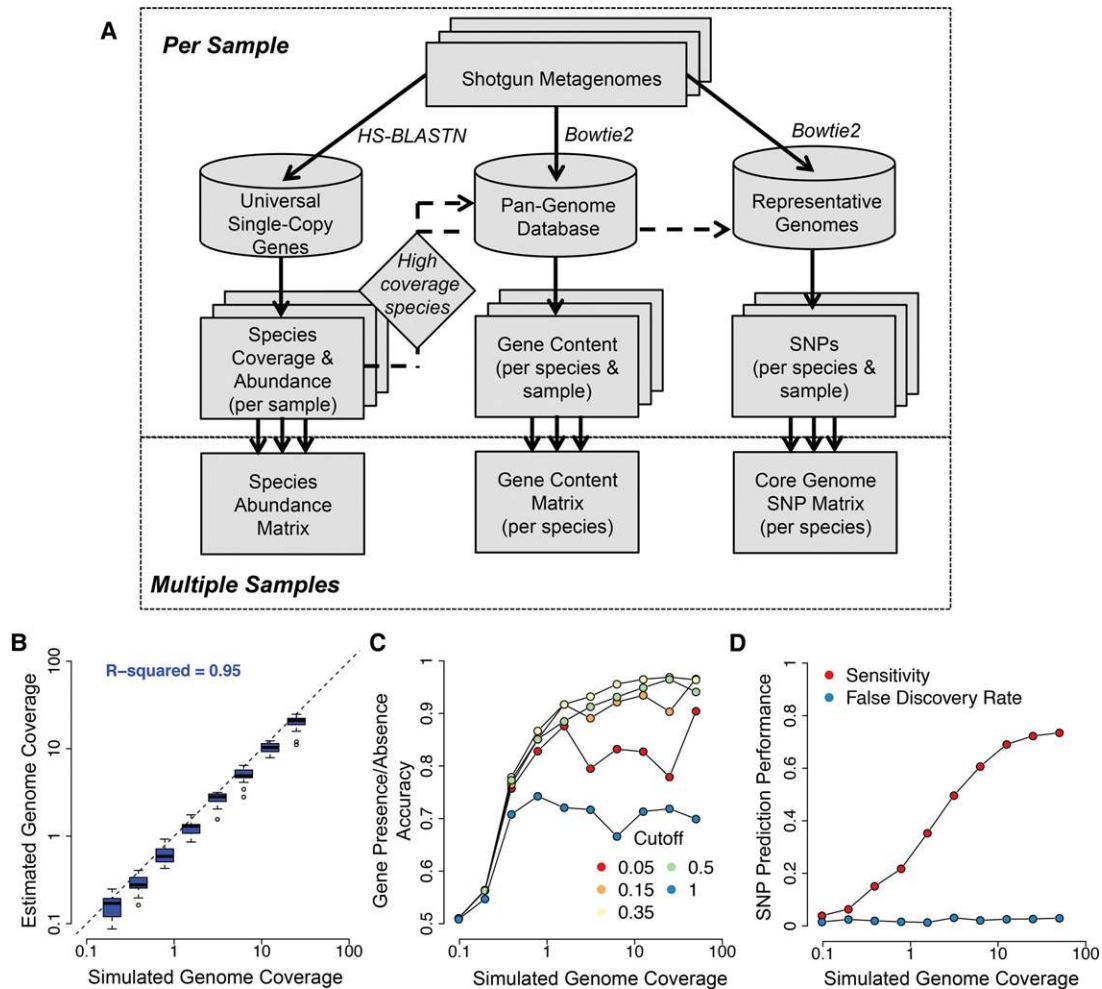 A
Per Sample
Shotgun Metagenomes
HS-BLASTN
Bowtie2
Bowtie2
Universal
Single-Copy
Genes
Pan-Genome
Database
Representative
Genomes
High
coverage
species
Species
Coverage &
Abundance
(per sample)
Gene Content
(per species &
sample)
SNPs
(per species &
sample)
Species
Abundance
Matrix
Gene Content
Matrix
(per species)
Core Genome
SNP Matrix
(per species)
Multiple Samples
B
R-squared = 0.95
Estimated Genome Coverage
100
10
1
0.1
0.1 1 10 100
Simulated Genome Coverage
C
Gene Presence/Absence
Accuracy
1
0.9
0.8
0.7
0.6
0.5
Cutoff
0.05 0.5
0.15 1
0.35
0.1 1 10 100
Simulated Genome Coverage
D
Sensitivity
False Discovery Rate
SNP Prediction Performance
1
0.8
0.6
0.4
0.2
0
0.1 1 10 100
Simulated Genome Coverage